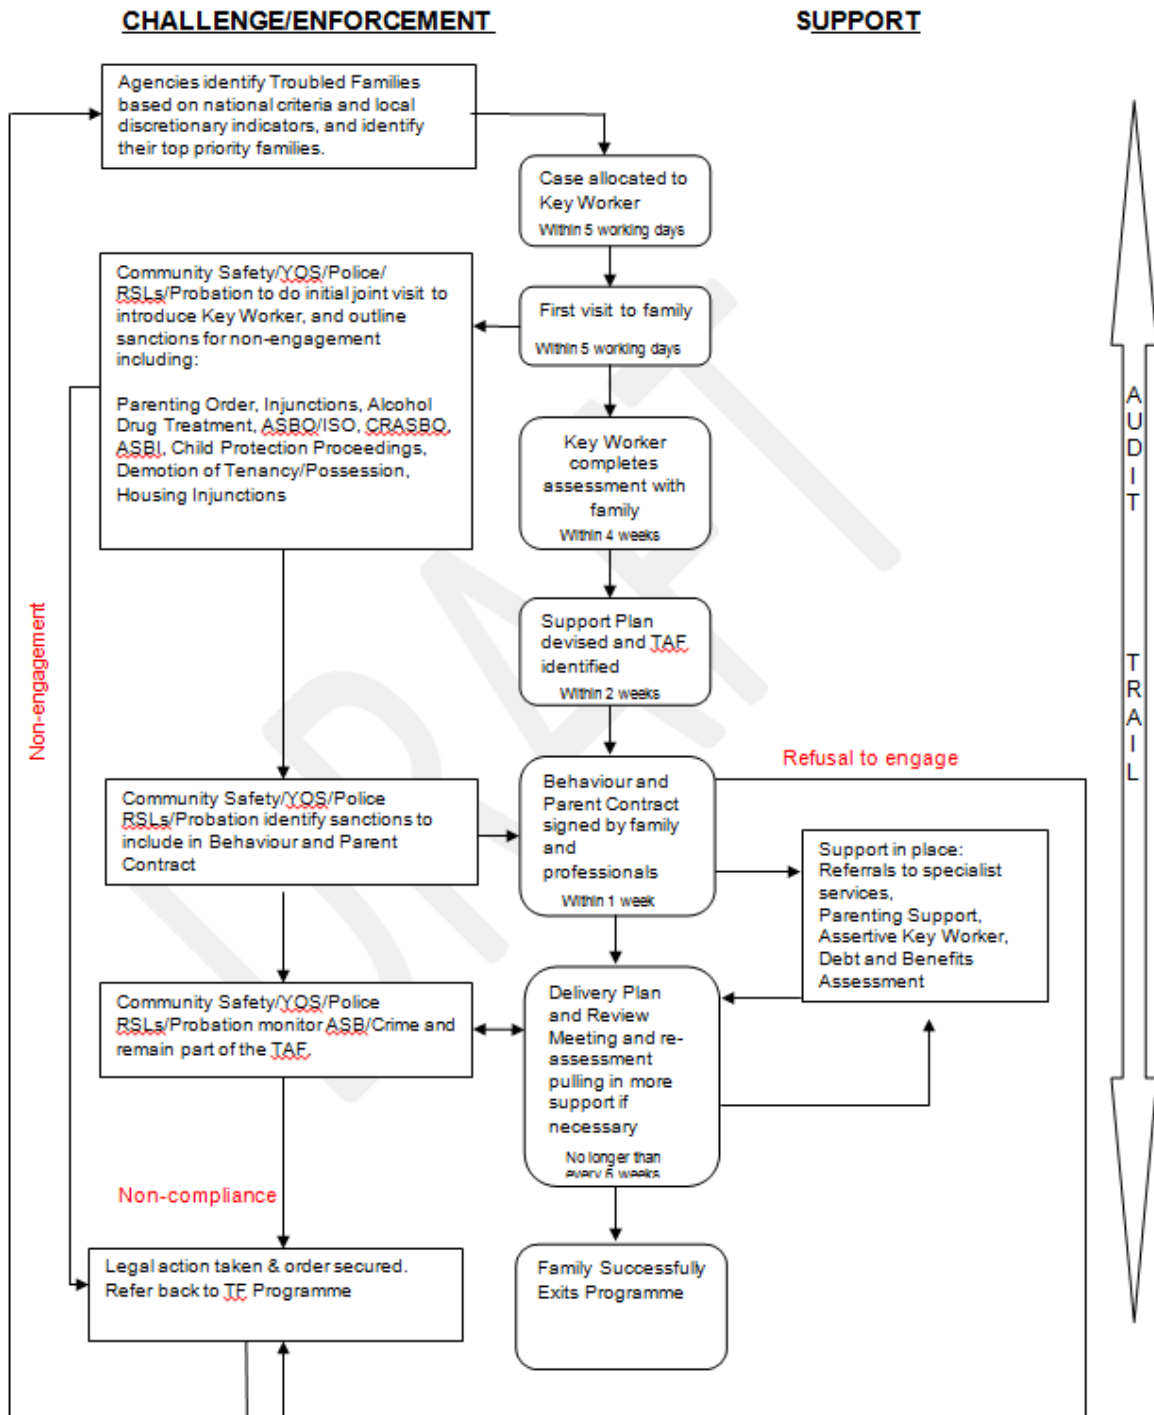 CHALLENGE/ENFORCEMENT
SUPPORT
Agencies identify Troubled Families
based on national criteria and local
discretionary indicators, and identify
their top priority families.
Case allocated to
Key Worker
Within 5 working days
Community Safety/YOS/Police/
RSLs/Probation to do initial joint visit to
introduce Key Worker, and outline
sanctions for non-engagement
including:
Parenting Order, Injunctions, Alcohol
Drug Treatment, ASBO/ISO, CRASBO,
ASBI, Child Protection Proceedings,
Demotion of Tenancy/Possession,
Housing Injunctions
First visit to family
Within 5 working days
Key Worker
completes
assessment with
family
Within 4 weeks
Support Plan
devised and TAF
identified
Within 2 weeks
Non-engagement
Refusal to engage
Community Safety/YOS/Police
RSLs/Probation identify sanctions to
include in Behaviour and Parent
Contract
Behaviour and
Parent Contract
signed by family
and
professionals
Within 1 week
Support in place:
Referrals to specialist
services,
Parenting Support,
Assertive Key Worker,
Debt and Benefits
Assessment
Community Safety/YOS/Police
RSLs/Probation monitor ASB/Crime and
remain part of the TAF.
Delivery Plan
and Review
Meeting and re-
assessment
pulling in more
support if
necessary
No longer than
every 6 weeks
Non-compliance
Legal action taken & order secured.
Refer back to TF Programme
Family Successfully
Exits Programme
AUDIT TRAIL
DRAFT